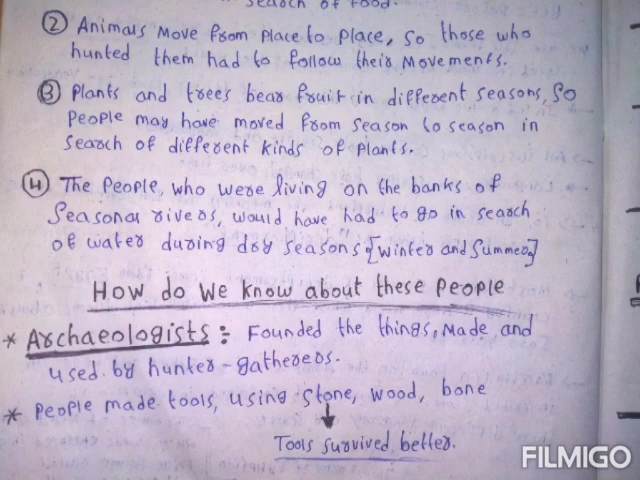 search of food.
② Animals move from place to place, so those who
hunted them had to follow their movements.
③ Plants and trees bear fruit in different seasons, so
people may have moved from season to season in
search of different kinds of plants.
④ The People, who were living on the banks of
Seasonal rivers, would have had to go in search
of water during dry seasons [winter and Summer]
How do we know about these People
* Archaeologists :- Founded the things, Made and
used by hunter-gatherers.
* People made tools, using stone, wood, bone
↓
Tools survived better.
FILMIGO